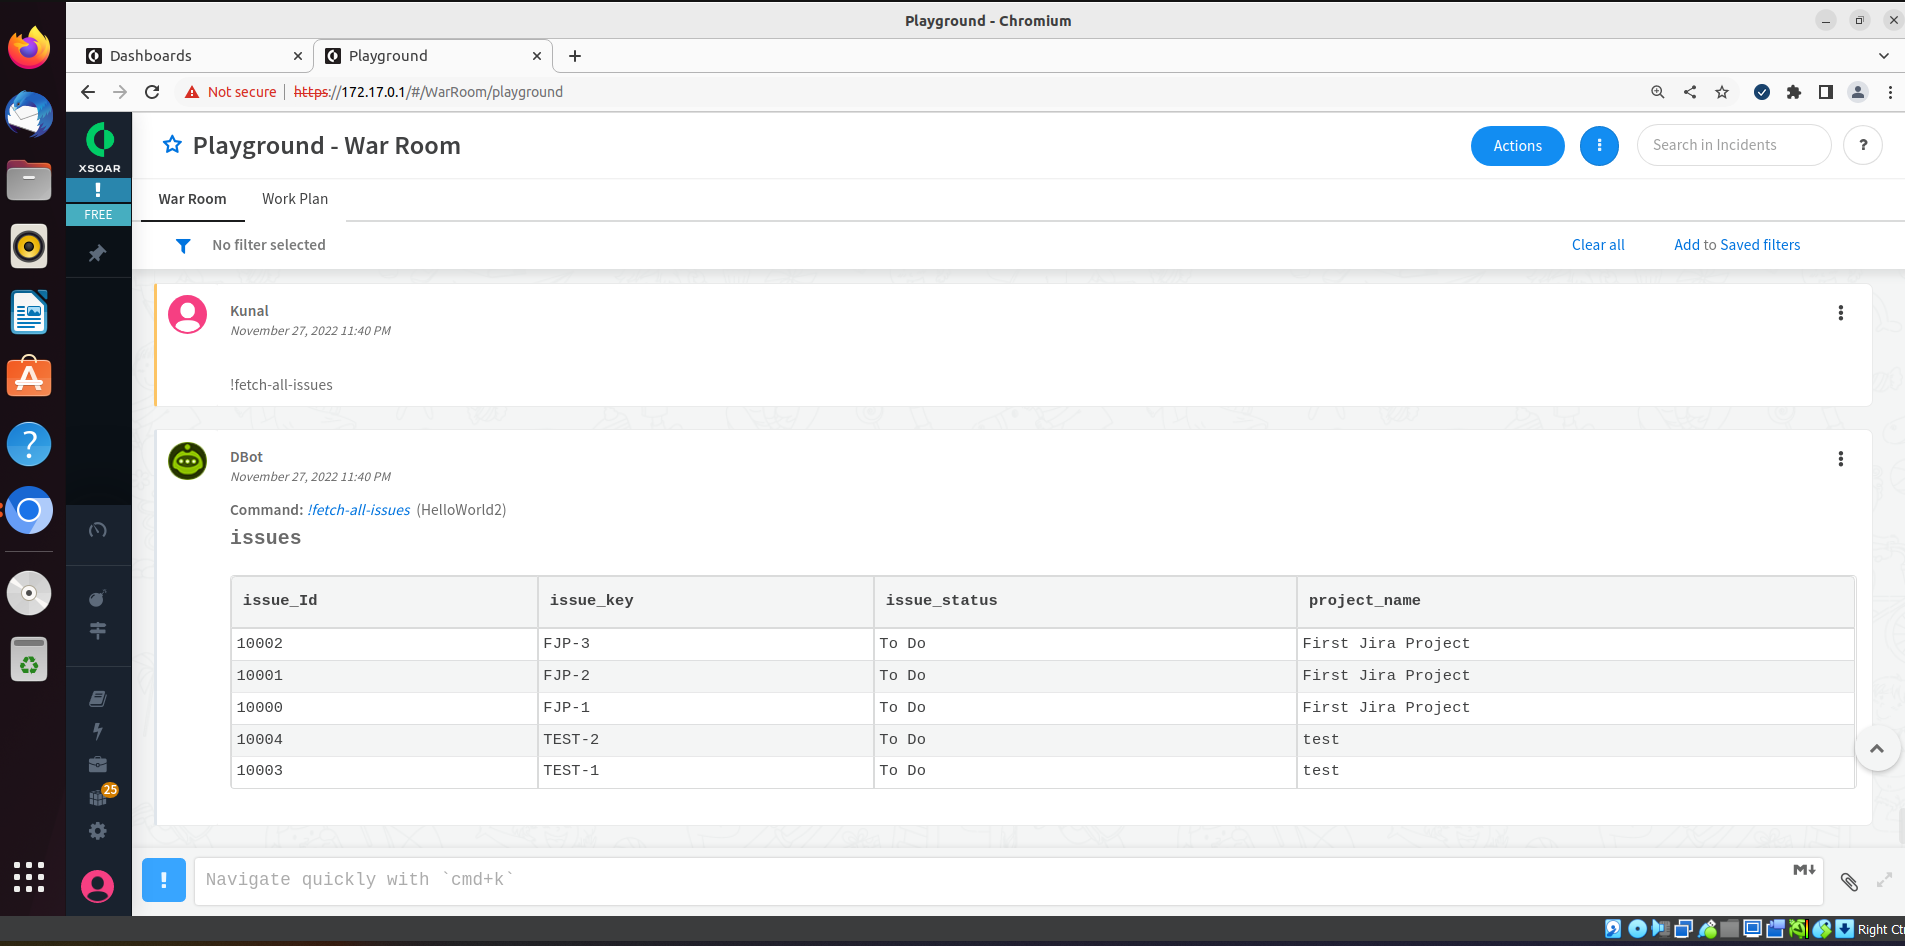 Playground - Chromium
Dashboards
Playground
Not secure https://172.17.0.1/#/WarRoom/playground
XSOAR
!
FREE
Playground - War Room
Actions
Search in Incidents
?
War Room Work Plan
No filter selected
Clear all
Add to Saved filters
Kunal
November 27, 2022 11:40 PM
!fetch-all-issues
DBot
November 27, 2022 11:40 PM
Command: !fetch-all-issues (HelloWorld2)
issues
issue_Id issue_key issue_status project_name
10002 FJP-3 To Do First Jira Project
10001 FJP-2 To Do First Jira Project
10000 FJP-1 To Do First Jira Project
10004 TEST-2 To Do test
10003 TEST-1 To Do test
25
! Navigate quickly with `cmd+k`
M
Right Ct